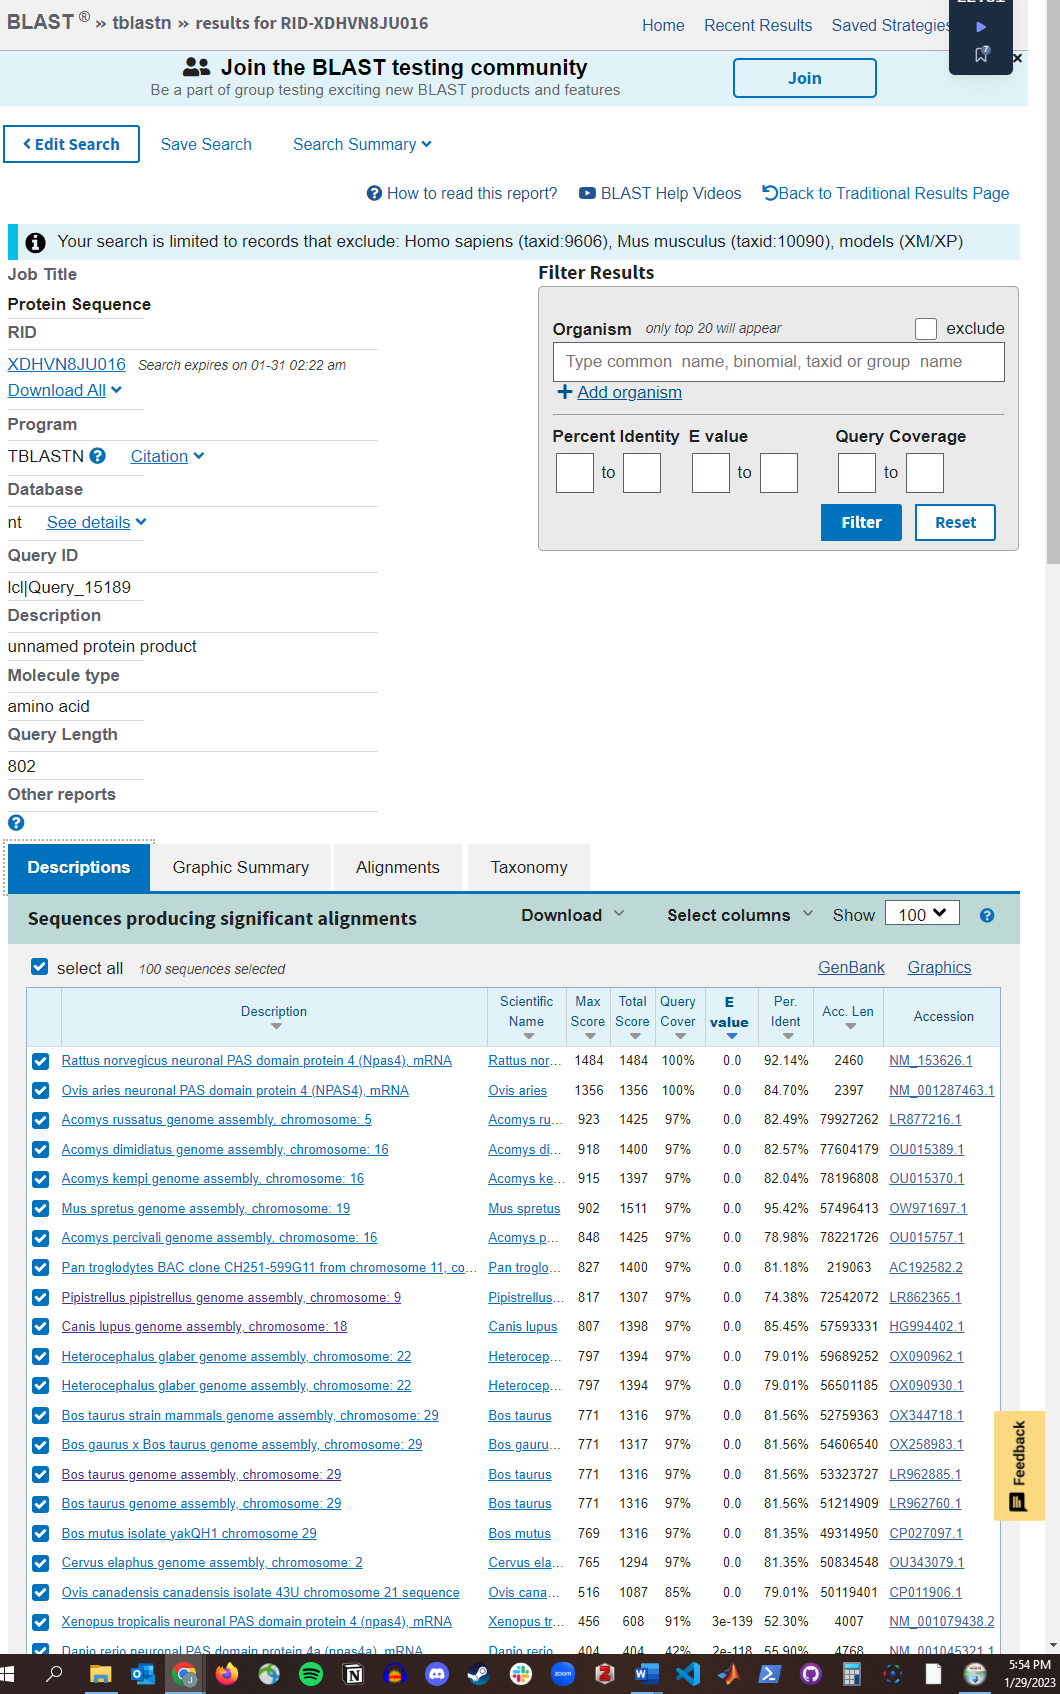 BLAST ® » tblastn » results for RID-XDHVN8JU016
Home Recent Results Saved Strategies
Join the BLAST testing community
Be a part of group testing exciting new BLAST products and features
Join
Edit Search Save Search Search Summary
How to read this report? BLAST Help Videos Back to Traditional Results Page
Your search is limited to records that exclude: Homo sapiens (taxid:9606), Mus musculus (taxid:10090), models (XM/XP)
Job Title
Protein Sequence
RID
XDHVN8JU016 Search expires on 01-31 02:22 am
Download All
Program
TBLASTN Citation
Database
nt See details
Query ID
lcl|Query_15189
Description
unnamed protein product
Molecule type
amino acid
Query Length
802
Other reports
Filter Results
Organism only top 20 will appear exclude
Type common name, binomial, taxid or group name
Add organism
Percent Identity E value Query Coverage
to to to
Filter Reset
Descriptions Graphic Summary Alignments Taxonomy
Sequences producing significant alignments Download Select columns Show 100
select all 100 sequences selected GenBank Graphics
Description Scientific Name Max Score Total Score Query Cover E value Per. Ident Acc. Len Accession
Rattus norvegicus neuronal PAS domain protein 4 (Npas4), mRNA Rattus nor... 1484 1484 100% 0.0 92.14% 2460 NM_153626.1
Ovis aries neuronal PAS domain protein 4 (NPAS4), mRNA Ovis aries 1356 1356 100% 0.0 84.70% 2397 NM_001287463.1
Acomys russatus genome assembly, chromosome: 5 Acomys ru... 923 1425 97% 0.0 82.49% 79927262 LR877216.1
Acomys dimidiatus genome assembly, chromosome: 16 Acomys di... 918 1400 97% 0.0 82.57% 77604179 OU015389.1
Acomys kempi genome assembly, chromosome: 16 Acomys ke... 915 1397 97% 0.0 82.04% 78196808 OU015370.1
Mus spretus genome assembly, chromosome: 19 Mus spretus 902 1511 97% 0.0 95.42% 57496413 OW971697.1
Acomys percivali genome assembly, chromosome: 16 Acomys p... 848 1425 97% 0.0 78.98% 78221726 OU015757.1
Pan troglodytes BAC clone CH251-599G11 from chromosome 11, co... Pan troglo... 827 1400 97% 0.0 81.18% 219063 AC192582.2
Pipistrellus pipistrellus genome assembly, chromosome: 9 Pipistrellus... 817 1307 97% 0.0 74.38% 72542072 LR862365.1
Canis lupus genome assembly, chromosome: 18 Canis lupus 807 1398 97% 0.0 85.45% 57593331 HG994402.1
Heterocephalus glaber genome assembly, chromosome: 22 Heterocep... 797 1394 97% 0.0 79.01% 59689252 OX090962.1
Heterocephalus glaber genome assembly, chromosome: 22 Heterocep... 797 1394 97% 0.0 79.01% 56501185 OX090930.1
Bos taurus strain mammals genome assembly, chromosome: 29 Bos taurus 771 1316 97% 0.0 81.56% 52759363 OX344718.1
Bos gaurus x Bos taurus genome assembly, chromosome: 29 Bos gauru... 771 1317 97% 0.0 81.56% 54606540 OX258983.1
Bos taurus genome assembly, chromosome: 29 Bos taurus 771 1316 97% 0.0 81.56% 53323727 LR962885.1
Bos taurus genome assembly, chromosome: 29 Bos taurus 771 1316 97% 0.0 81.56% 51214909 LR962760.1
Bos mutus isolate yakQH1 chromosome 29 Bos mutus 769 1316 97% 0.0 81.35% 49314950 CP027097.1
Cervus elaphus genome assembly, chromosome: 2 Cervus ela... 765 1294 97% 0.0 81.35% 50834548 OU343079.1
Ovis canadensis canadensis isolate 43U chromosome 21 sequence Ovis cana... 516 1087 85% 0.0 79.01% 50119401 CP011906.1
Xenopus tropicalis neuronal PAS domain protein 4 (npas4), mRNA Xenopus tr... 456 608 91% 3e-139 52.30% 4007 NM_001079438.2
Danio rerio neuronal PAS domain protein 4a (npas4a), mRNA Danio rerio 404 404 42% 2e-118 55.90% 4768 NM_001045321.1
Feedback
zoom
5:54 PM
1/29/2023